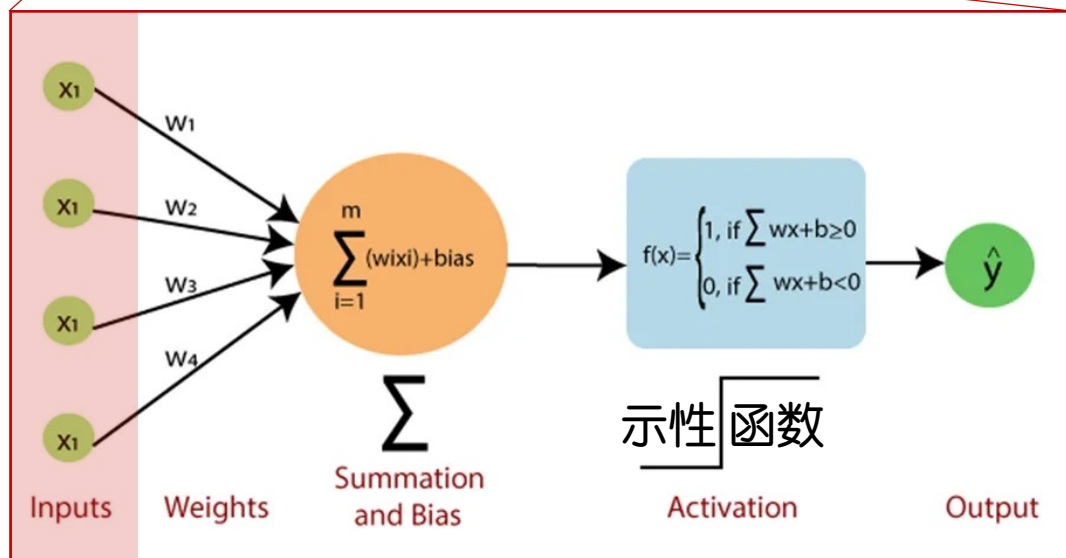 x1
x1
x1
x1
w1
w2
w3
w4
m
∑(wixi)+bias
i=1
f(x)={1, if ∑ wx+b≥0
0, if ∑ wx+b<0
ŷ
∑
示性函数
Inputs
Weights
Summation
and Bias
Activation
Output